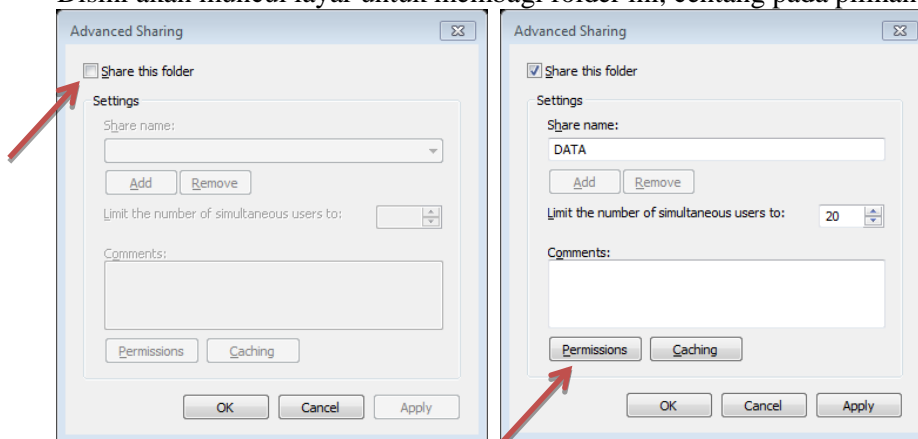 Disini akan muncul layar untuk membagi folder ini, centang pada pilihan
Advanced Sharing
Share this folder
Settings
Share name:
Add Remove
Limit the number of simultaneous users to:
Comments:
Permissions Caching
OK Cancel Apply
Advanced Sharing
Share this folder
Settings
Share name:
DATA
Add Remove
Limit the number of simultaneous users to: 20
Comments:
Permissions Caching
OK Cancel Apply